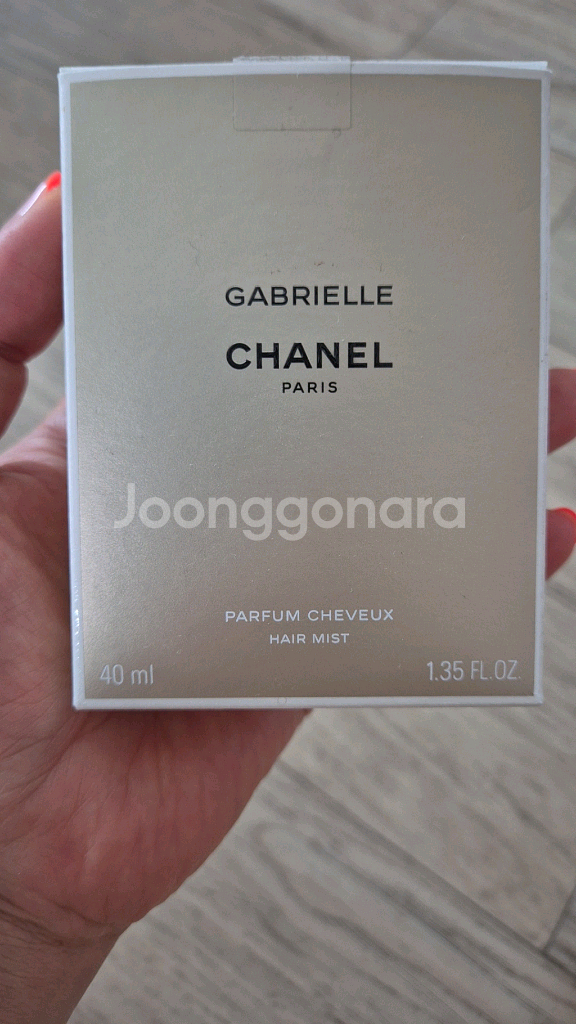 GABRIELLE
CHANEL
PARIS
Joonggonara
PARFUM CHEVEUX
HAIR MIST
40 ml 1.35 FL.OZ.